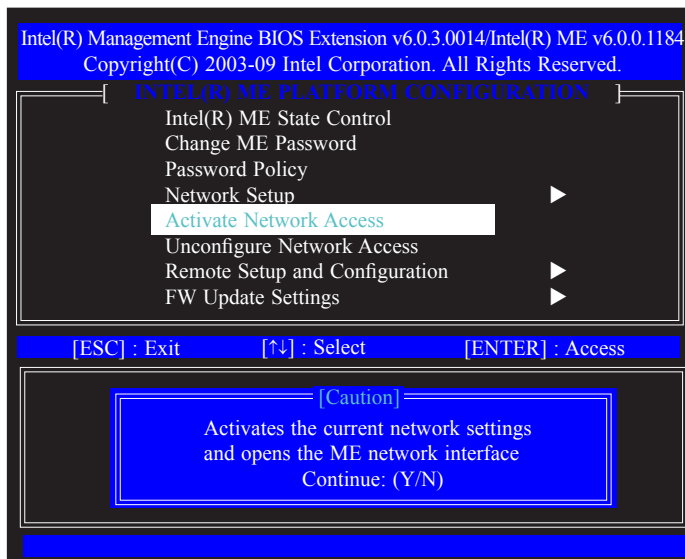 Intel(R) Management Engine BIOS Extension v6.0.3.0014/Intel(R) ME v6.0.0.1184
Copyright(C) 2003-09 Intel Corporation. All Rights Reserved.
[ INTEL(R) ME PLATFORM CONFIGURATION ]
Intel(R) ME State Control
Change ME Password
Password Policy
Network Setup ▶
Activate Network Access
Unconfigure Network Access
Remote Setup and Configuration ▶
FW Update Settings ▶
[ESC] : Exit [↑↓] : Select [ENTER] : Access
[Caution]
Activates the current network settings
and opens the ME network interface
Continue: (Y/N)